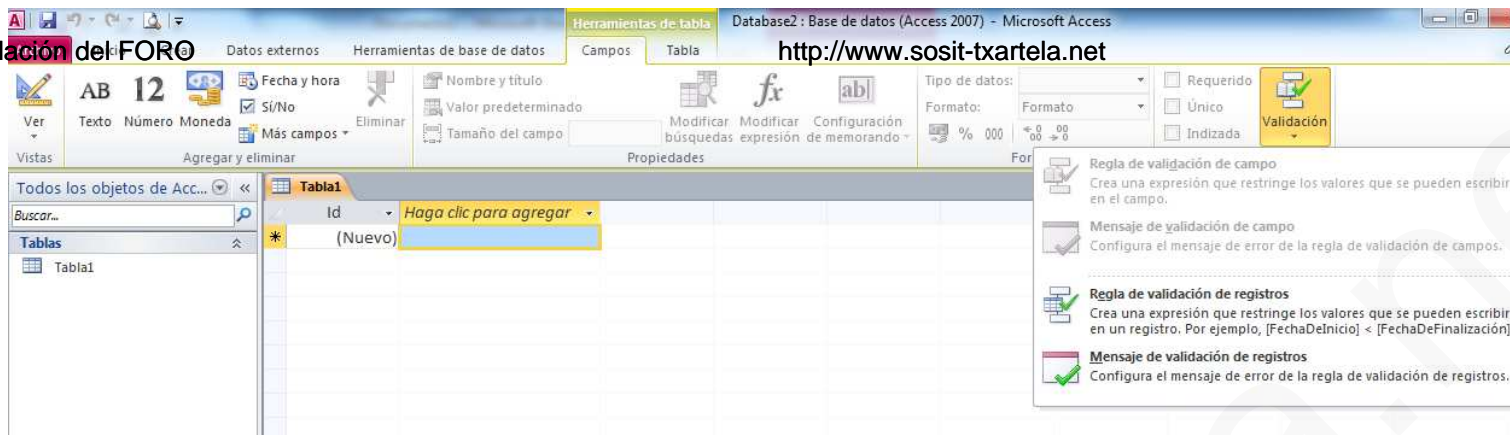 A Herramientas de tabla Database2 : Base de datos (Access 2007) - Microsoft Access
lación del FORO Datos externos Herramientas de base de datos Campos Tabla http://www.sosit-txartela.net
AB 12 Fecha y hora Nombre y título fx ab| Tipo de datos: Requerido
Sí/No Valor predeterminado Formato: Formato Único
Ver Texto Número Moneda Más campos Eliminar Tamaño del campo Modificar búsquedas Modificar expresión Configuración de memorando % 000 Indizada Validación
Vistas Agregar y eliminar Propiedades For
Todos los objetos de Acc... « Tabla1
Buscar... Id Haga clic para agregar
Tablas * (Nuevo)
Tabla1
Regla de validación de campo
Crea una expresión que restringe los valores que se pueden escribir
en el campo.
Mensaje de validación de campo
Configura el mensaje de error de la regla de validación de campos.
Regla de validación de registros
Crea una expresión que restringe los valores que se pueden escribir
en un registro. Por ejemplo, [FechaDeInicio] < [FechaDeFinalización]
Mensaje de validación de registros
Configura el mensaje de error de la regla de validación de registros.